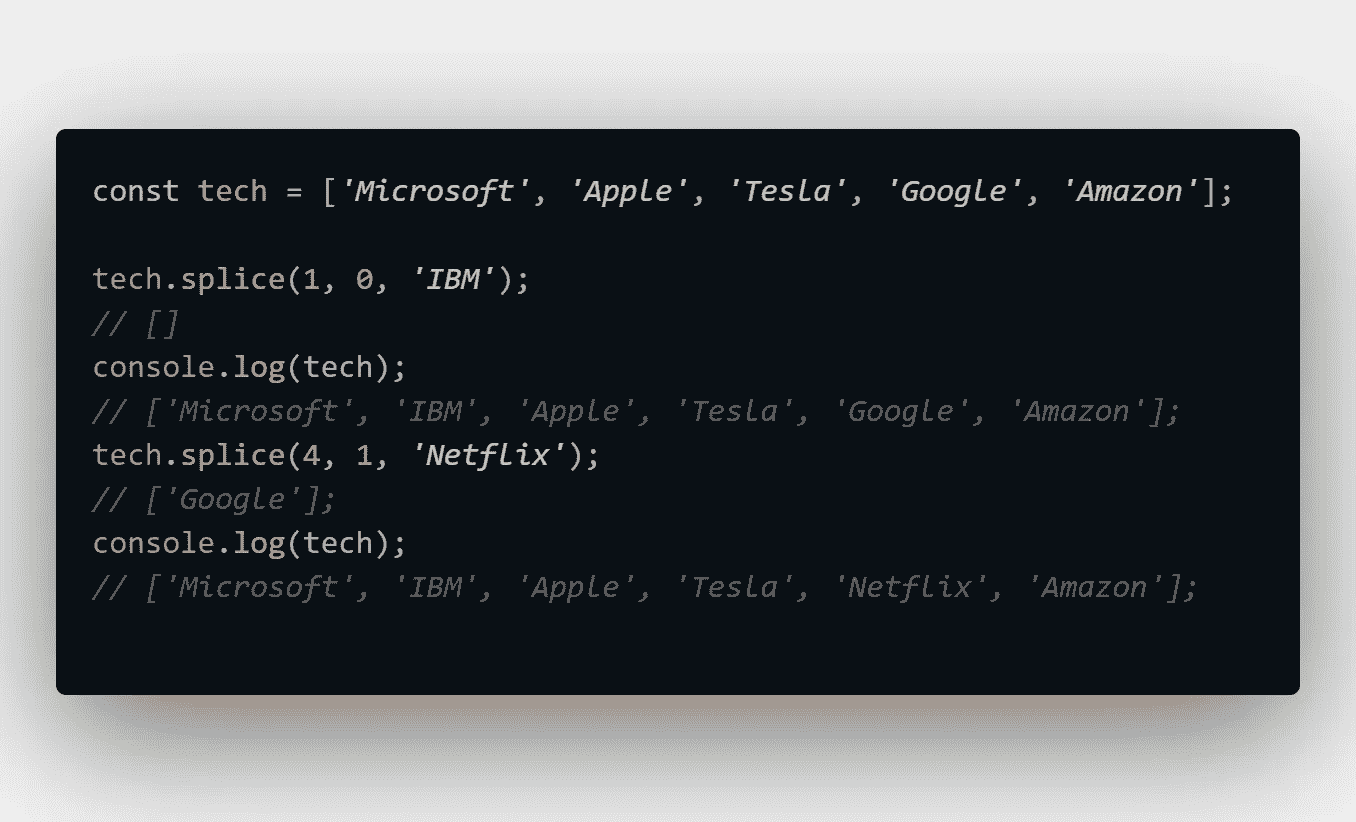 const tech = ['Microsoft', 'Apple', 'Tesla', 'Google', 'Amazon'];
tech.splice(1, 0, 'IBM');
// []
console.log(tech);
// ['Microsoft', 'IBM', 'Apple', 'Tesla', 'Google', 'Amazon'];
tech.splice(4, 1, 'Netflix');
// ['Google'];
console.log(tech);
// ['Microsoft', 'IBM', 'Apple', 'Tesla', 'Netflix', 'Amazon'];